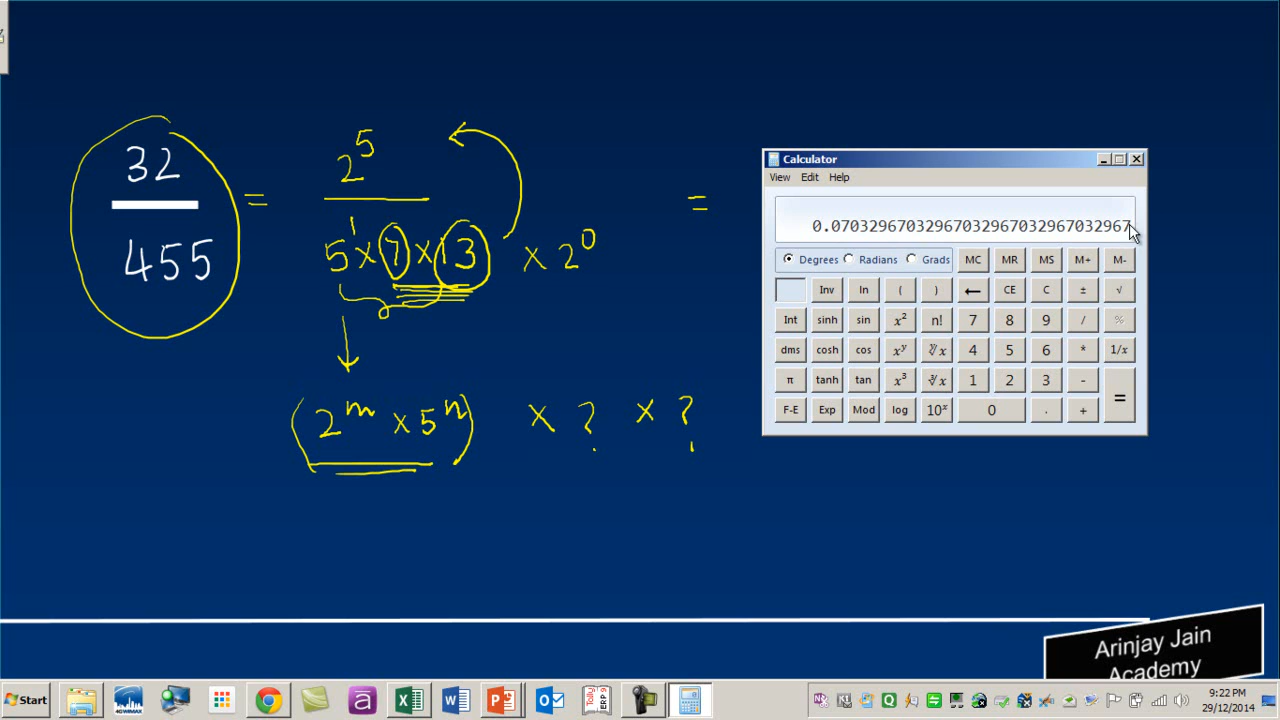 32
455
=
2^5
5^1 x 7 x 13 x 2^0
=
(2^m x 5^n) x ? x ?
Calculator
View Edit Help
0.07032967032967032967032967032967
Degrees Radians Grads MC MR MS M+ M-
Inv ln ( ) ← CE C ± √
Int sinh sin x² n! 7 8 9 / %
dms cosh cos x^y y√x 4 5 6 * 1/x
π tanh tan x³ ³√x 1 2 3 - =
F-E Exp Mod log 10^x 0 . +
Arinjay Jain
Academy
Start
9:22 PM
29/12/2014